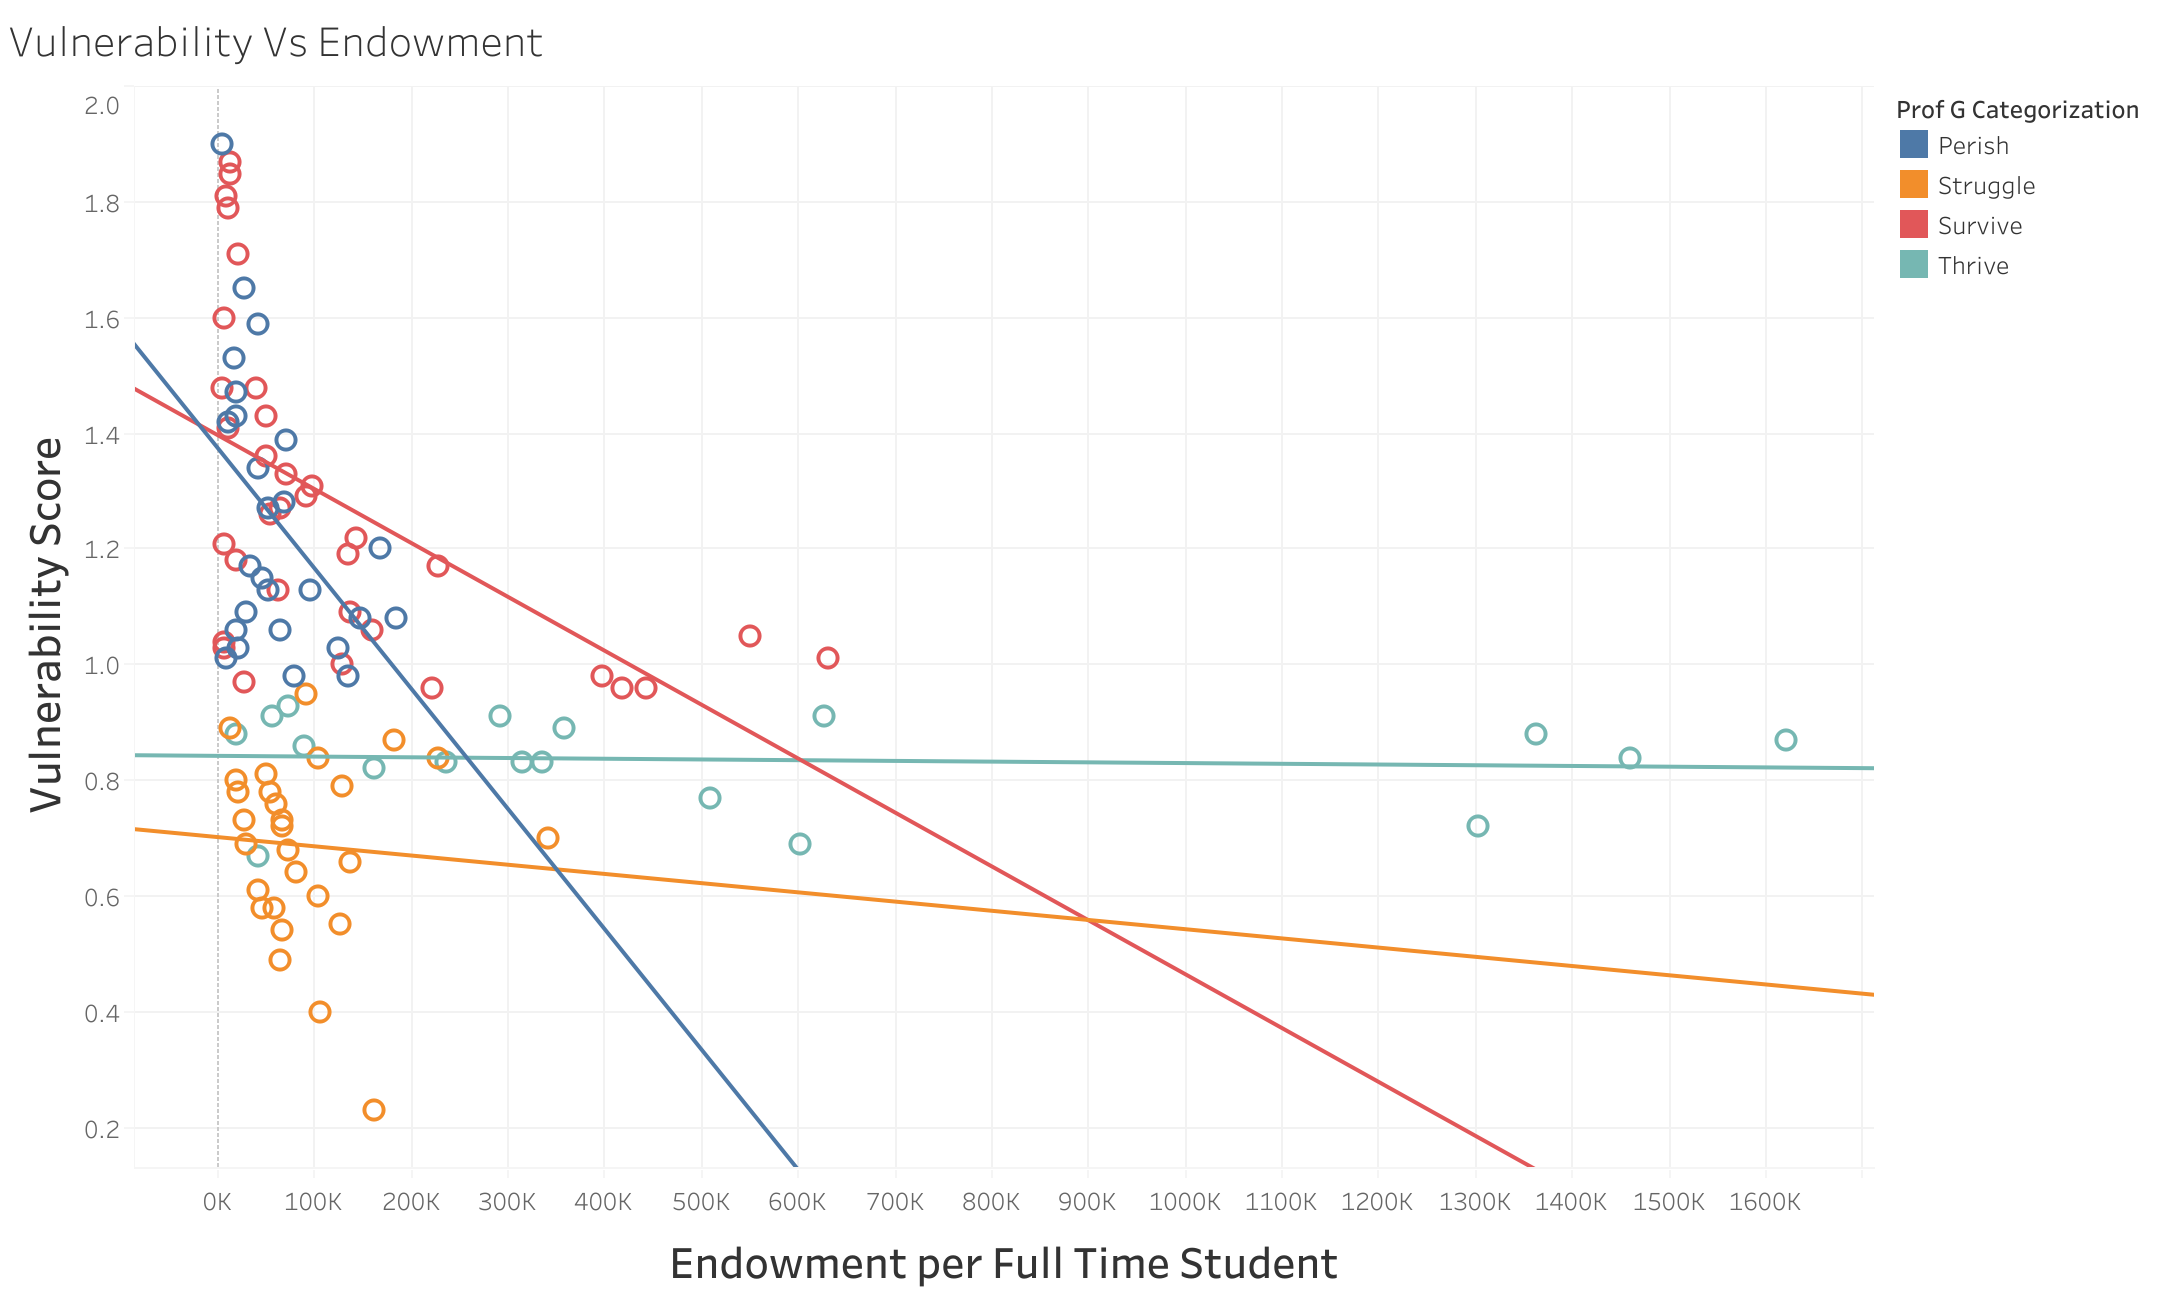 Vulnerability Vs Endowment
Vulnerability Score
2.0
1.8
1.6
1.4
1.2
1.0
0.8
0.6
0.4
0.2
0K 100K 200K 300K 400K 500K 600K 700K 800K 900K 1000K 1100K 1200K 1300K 1400K 1500K 1600K
Endowment per Full Time Student
Prof G Categorization
Perish
Struggle
Survive
Thrive